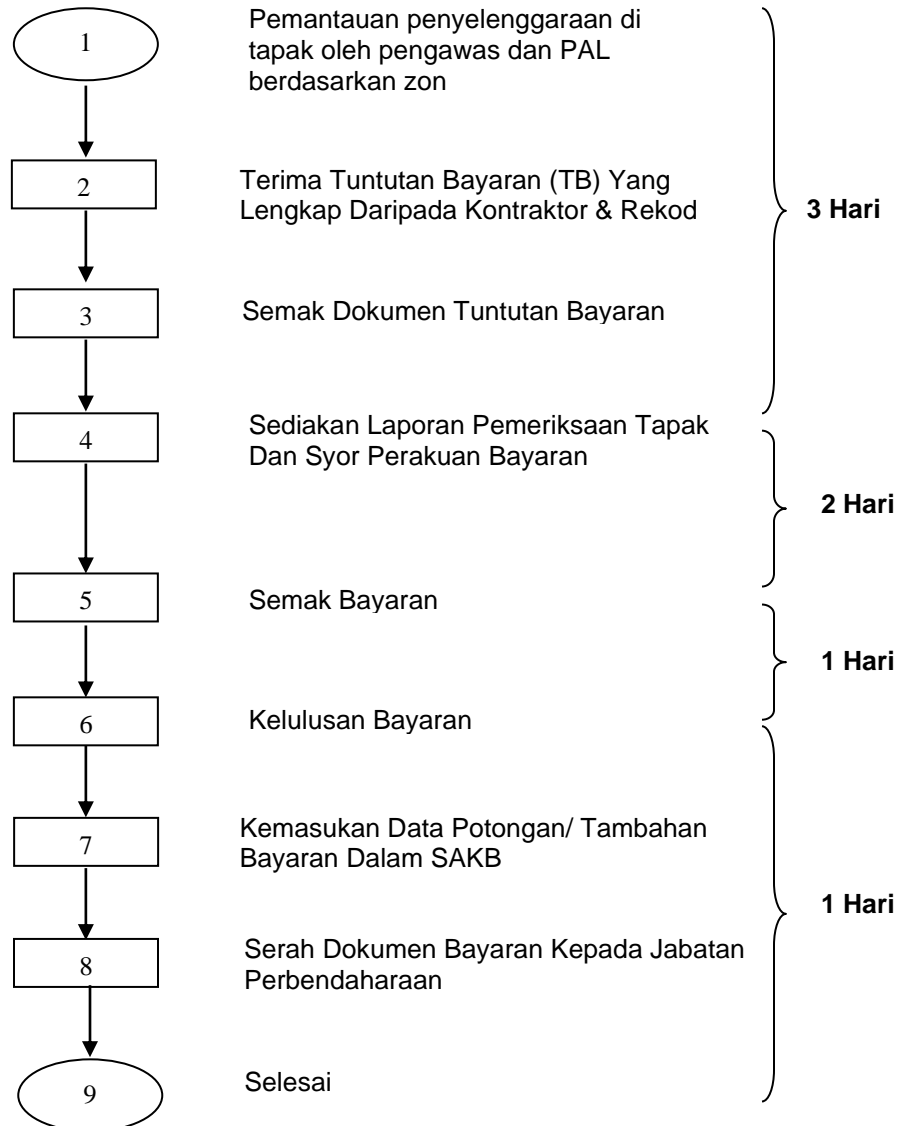 1
Pemantauan penyelenggaraan di
tapak oleh pengawas dan PAL
berdasarkan zon
2
Terima Tuntutan Bayaran (TB) Yang
Lengkap Daripada Kontraktor & Rekod
3 Hari
3
Semak Dokumen Tuntutan Bayaran
4
Sediakan Laporan Pemeriksaan Tapak
Dan Syor Perakuan Bayaran
2 Hari
5
Semak Bayaran
1 Hari
6
Kelulusan Bayaran
7
Kemasukan Data Potongan/ Tambahan
Bayaran Dalam SAKB
1 Hari
8
Serah Dokumen Bayaran Kepada Jabatan
Perbendaharaan
9
Selesai